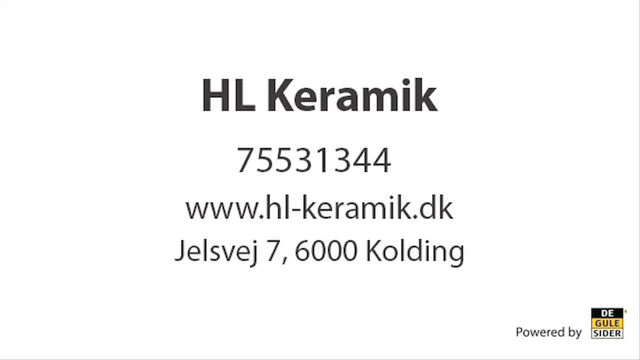 HL Keramik
75531344
www.hl-keramik.dk
Jelsvej 7, 6000 Kolding
Powered by
DE
GULE
SIDER